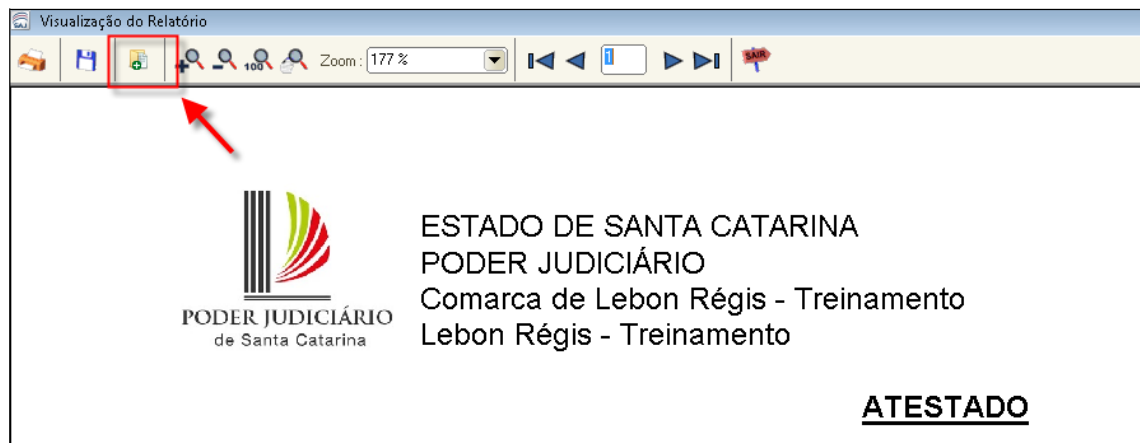 Visualização do Relatório
100 Zoom: 177 % 1 SAIR
ESTADO DE SANTA CATARINA
PODER JUDICIÁRIO
Comarca de Lebon Régis - Treinamento
Lebon Régis - Treinamento
PODER JUDICIÁRIO
de Santa Catarina
ATESTADO